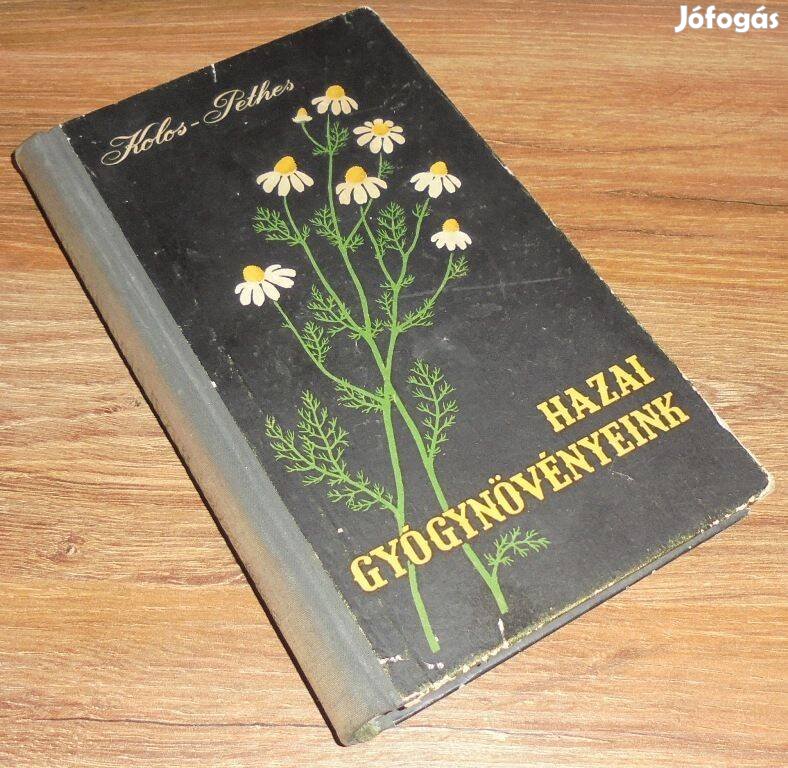 Jófogás
Kolos - Pethes
HAZAI
GYÓGYNÖVÉNYEINK